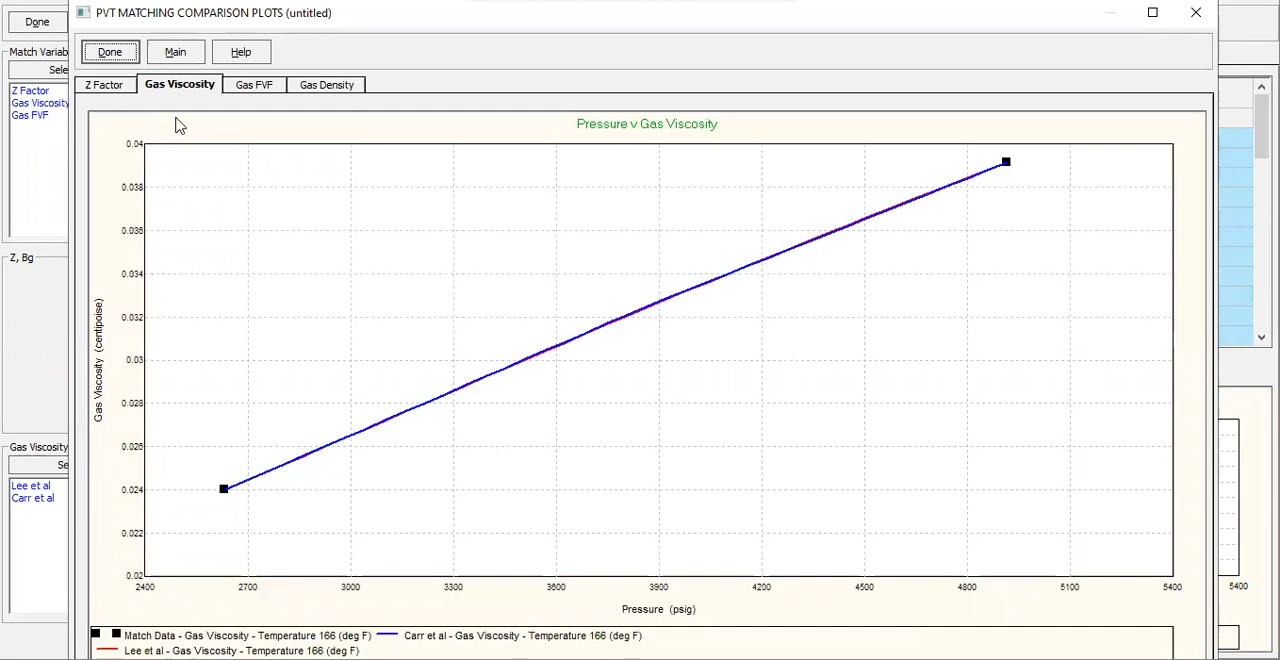 PVT MATCHING COMPARISON PLOTS (untitled)
Done
Done Main Help
Match Variab
Sele
Z Factor
Gas Viscosity
Gas FVF
Z Factor Gas Viscosity Gas FVF Gas Density
Pressure v Gas Viscosity
0.04
0.038
0.036
0.034
0.032
0.03
0.028
0.026
0.024
0.022
0.02
Gas Viscosity (centipoise)
2400 2700 3000 3300 3600 3900 4200 4500 4800 5100 5400
Pressure (psig)
Z, Bg
Gas Viscosity
Se
Lee et al
Carr et al
5400
Match Data - Gas Viscosity - Temperature 166 (deg F) Carr et al - Gas Viscosity - Temperature 166 (deg F)
Lee et al - Gas Viscosity - Temperature 166 (deg F)